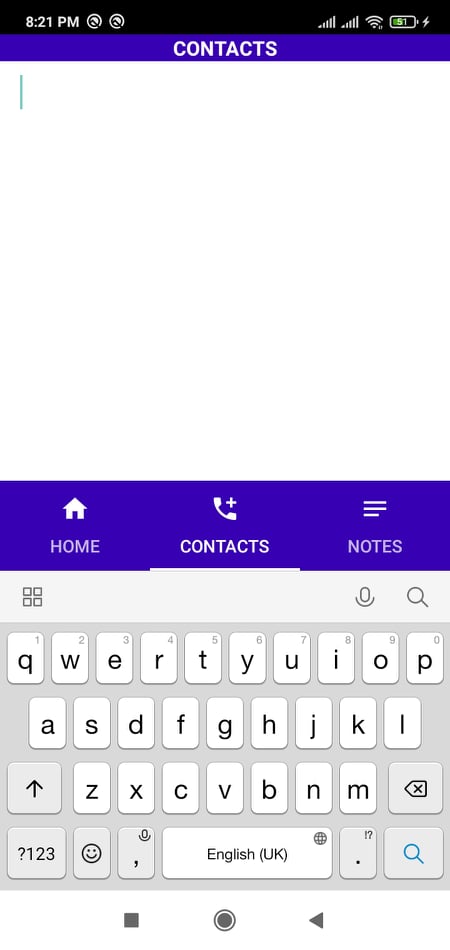 8:21 PM 51
CONTACTS
HOME CONTACTS NOTES
1 2 3 4 5 6 7 8 9 0
q w e r t y u i o p
a s d f g h j k l
z x c v b n m
!?
?123 , English (UK) .